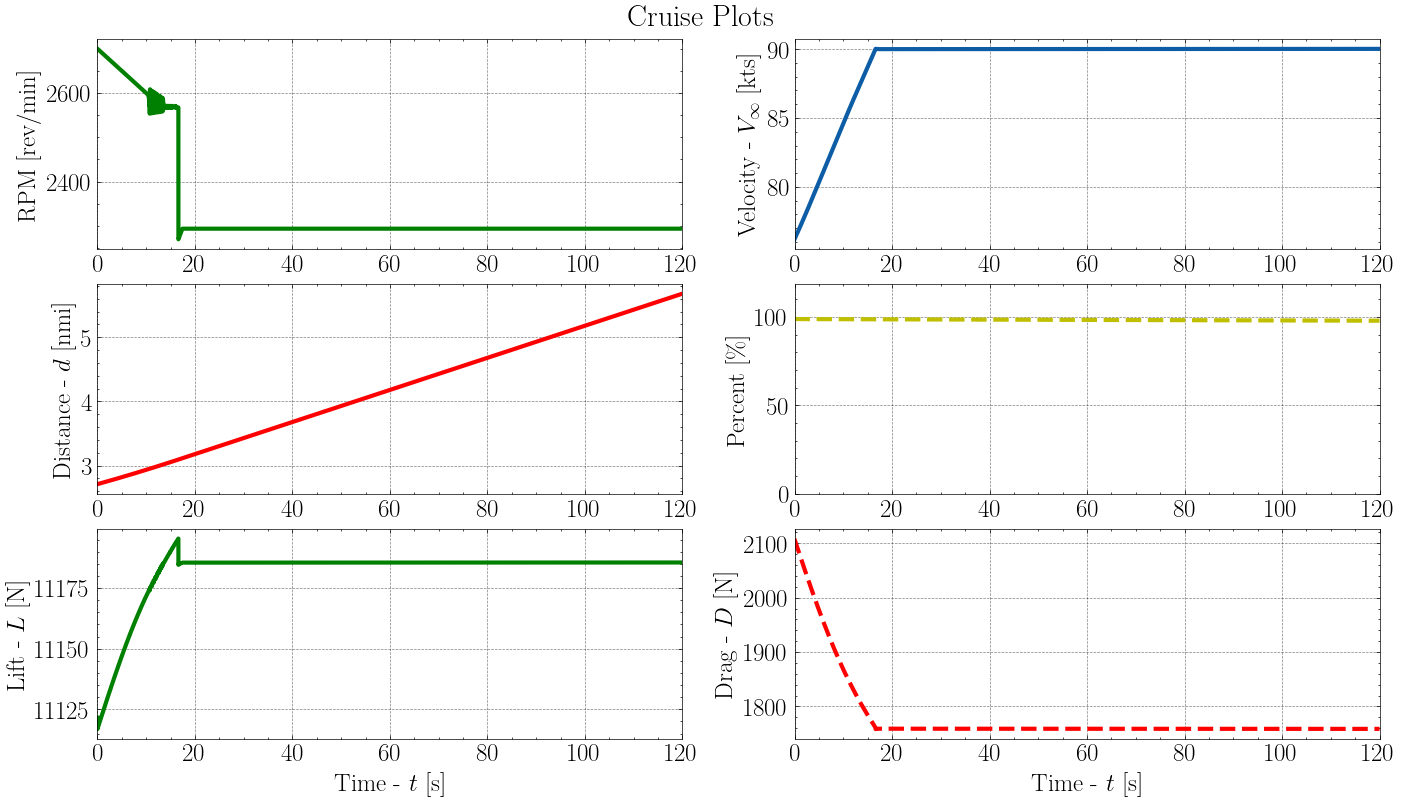 Cruise Plots
RPM [rev/min]
2600
2400
0 20 40 60 80 100 120
Velocity - V∞ [kts]
90
85
80
0 20 40 60 80 100 120
Distance - d [nmi]
5
4
3
0 20 40 60 80 100 120
Percent [%]
100
50
0
0 20 40 60 80 100 120
Lift - L [N]
11175
11150
11125
0 20 40 60 80 100 120
Time - t [s]
Drag - D [N]
2100
2000
1900
1800
0 20 40 60 80 100 120
Time - t [s]